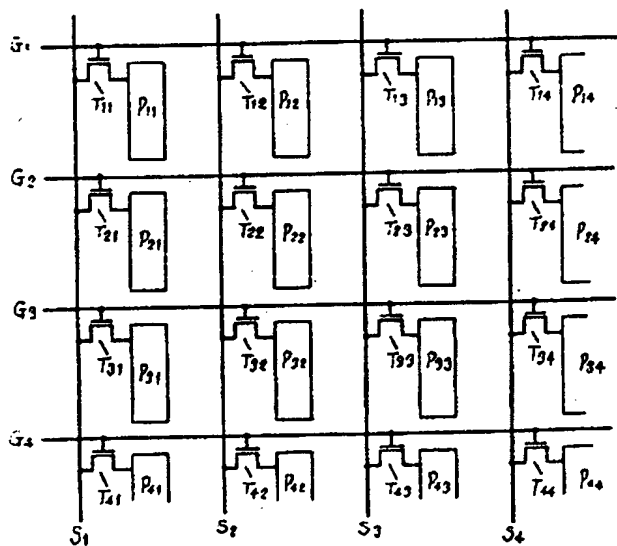 G1
T11 P11 T12 P12 T13 P13 T14 P14
G2
T21 P21 T22 P22 T23 P23 T24 P24
G3
T31 P31 T32 P32 T33 P33 T34 P34
G4
T41 P41 T42 P42 T43 P43 T44 P44
S1 S2 S3 S4